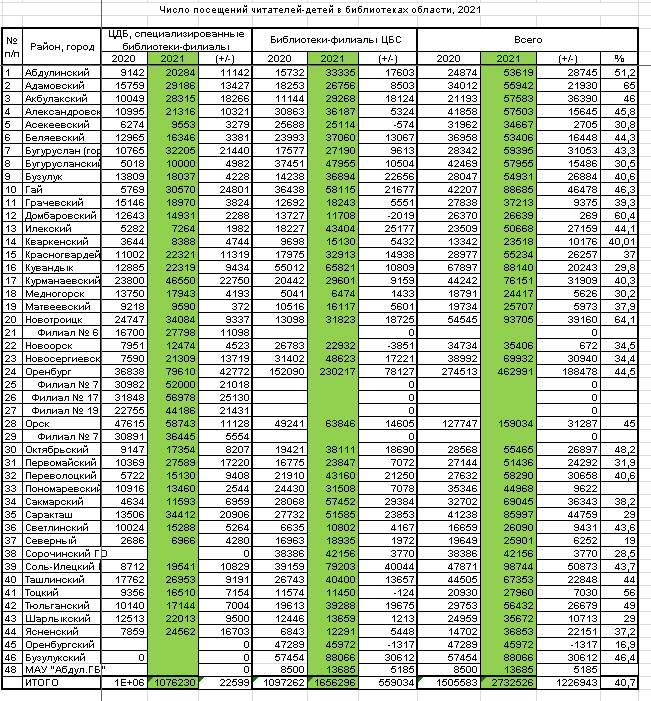 Число посещений читателей-детей в библиотеках области, 2021
№ п/п Район, город ЦДБ, специализированные библиотеки-филиалы Библиотеки-филиалы ЦБС Всего
2020 2021 (+/-) 2020 2021 (+/-) 2020 2021 (+/-) %
1 Абдулинский 9142 20284 11142 15732 33335 17603 24874 53619 28745 51,2
2 Адамовский 15759 29186 13427 18253 26756 8503 34012 55942 21930 65
3 Акбулакский 10049 28315 18266 11144 29268 18124 21193 57583 36390 46
4 Александровск 10995 21316 10321 30863 36187 5324 41858 57503 15645 45,8
5 Асекеевский 6274 9553 3279 25688 25114 -574 31962 34667 2705 30,8
6 Беляевский 12965 16346 3381 23993 37060 13067 36958 53406 16448 44,3
7 Бугуруслан (гор 10765 32205 21440 17577 27190 9613 28342 59395 31053 43,3
8 Бугурусланский 5018 10000 4982 37451 47955 10504 42469 57955 15486 30,5
9 Бузулук 13809 18037 4228 14238 36894 22656 28047 54931 26884 40,6
10 Гай 5769 30570 24801 36438 58115 21677 42207 88685 46478 46,3
11 Грачевский 15146 18970 3824 12692 18243 5551 27838 37213 9375 39,3
12 Домбаровский 12643 14931 2288 13727 11708 -2019 26370 26639 269 60,4
13 Илекский 5282 7264 1982 18227 43404 25177 23509 50668 27159 44,1
14 Кваркенский 3644 8388 4744 9698 15130 5432 13342 23518 10176 40,01
15 Красногвардей 11002 22321 11319 17975 32913 14938 28977 55234 26257 37
16 Кувандык 12885 22319 9434 55012 65821 10809 67897 88140 20243 29,8
17 Курманаевский 23800 46550 22750 20442 29601 9159 44242 76151 31909 40,3
18 Медногорск 13750 17943 4193 5041 6474 1433 18791 24417 5626 30,2
19 Матвеевский 9218 9590 372 10516 16117 5601 19734 25707 5973 37,9
20 Новотроицк 24747 34084 9337 13098 31823 18725 54545 93705 39160 64,1
21 Филиал № 6 16700 27798 11098 0 0
22 Новоорск 7951 12474 4523 26783 22932 -3851 34734 35406 672 34,5
23 Новосергиевск 7590 21309 13719 31402 48623 17221 38992 69932 30940 34,4
24 Оренбург 36838 79610 42772 152090 230217 78127 274513 462991 188478 44,5
25 Филиал № 7 30982 52000 21018 0
26 Филиал № 17 31848 56978 25130 0
27 Филиал № 19 22755 44186 21431 0
28 Орск 47615 58743 11128 49241 63846 14605 127747 159034 31287 45
29 Филиал № 7 30891 36445 5554 0
30 Октябрьский 9147 17354 8207 19421 38111 18690 28568 55465 26897 48,2
31 Первомайский 10369 27589 17220 16775 23847 7072 27144 51436 24292 31,9
32 Переволоцкий 5722 15130 9408 21910 43160 21250 27632 58290 30658 40,6
33 Пономаревский 10916 13460 2544 24430 31508 7078 35346 44968 9622
34 Сакмарский 4634 11593 6959 28068 57452 29384 32702 69045 36343 38,2
35 Саракташ 13506 34412 20906 27732 51585 23853 41238 85997 44759 29
36 Светлинский 10024 15288 5264 6635 10802 4167 16659 26090 9431 43,6
37 Северный 2686 6966 4280 16963 18935 1972 19649 25901 6252 19
38 Сорочинский ГО 0 38386 42156 3770 38386 42156 3770 28,5
39 Соль-Илецкий 8712 19541 10829 39159 79203 40044 47871 98744 50873 43,7
40 Ташлинский 17762 26953 9191 26743 40400 13657 44505 67353 22848 44
41 Тоцкий 9356 16510 7154 11574 11450 -124 20930 27960 7030 56
42 Тюльганский 10140 17144 7004 19613 39288 19675 29753 56432 26679 49
43 Шарлыкский 12513 22013 9500 12446 13659 1213 24959 35672 10713 29
44 Ясненский 7859 24562 16703 6843 12291 5448 14702 36853 22151 37,2
45 Оренбургский 0 47289 45972 -1317 47289 45972 -1317 16,9
46 Бузулукский 0 0 57454 88066 30612 57454 88066 30612 46,4
48 МАУ "Абдул.ГБ" 0 8500 13685 5185 8500 13685 5185
ИТОГО 1E+06 1076230 22599 1097262 1656296 559034 1505583 2732526 1226943 40,7